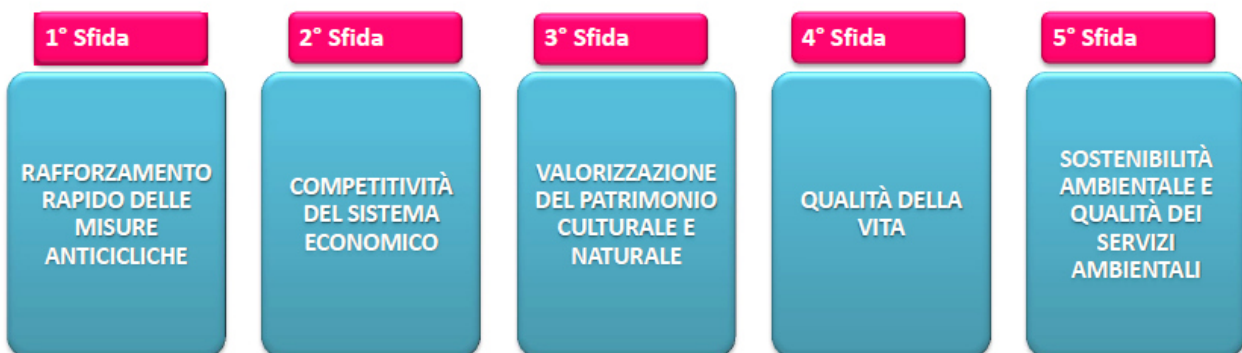 1° Sfida
RAFFORZAMENTO
RAPIDO DELLE
MISURE
ANTICICLICHE
2° Sfida
COMPETITIVITÀ
DEL SISTEMA
ECONOMICO
3° Sfida
VALORIZZAZIONE
DEL PATRIMONIO
CULTURALE E
NATURALE
4° Sfida
QUALITÀ DELLA
VITA
5° Sfida
SOSTENIBILITÀ
AMBIENTALE E
QUALITÀ DEI
SERVIZI
AMBIENTALI